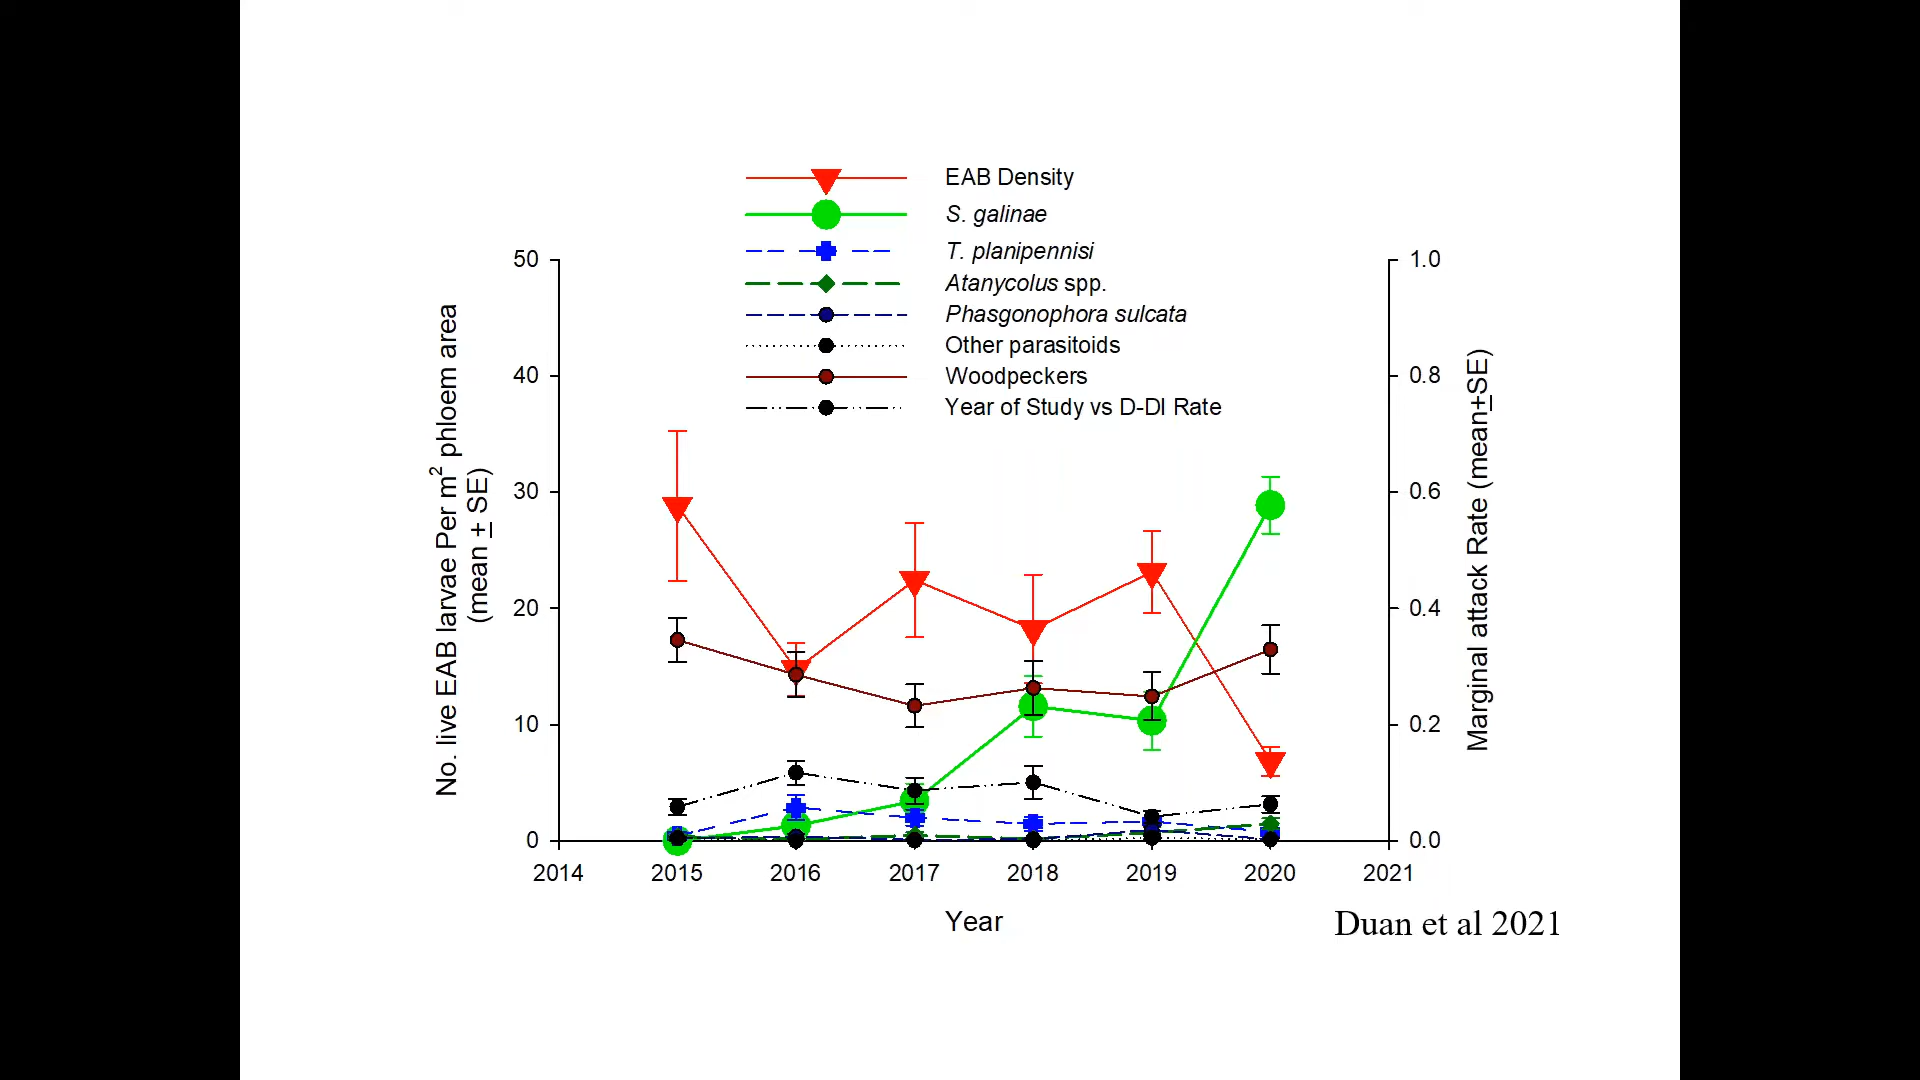 EAB Density
S. galinae
T. planipennisi
Atanycolus spp.
Phasgonophora sulcata
Other parasitoids
Woodpeckers
Year of Study vs D-DI Rate
50
40
30
20
10
0
No. live EAB larvae Per m² phloem area
(mean ± SE)
1.0
0.8
0.6
0.4
0.2
0.0
Marginal attack Rate (mean±SE)
2014 2015 2016 2017 2018 2019 2020 2021
Year
Duan et al 2021